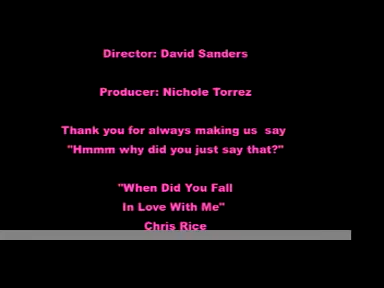 Director: David Sanders
Producer: Nichole Torrez
Thank you for always making us  say
"Hmmm why did you just say that?"
"When Did You Fall
In Love With Me"
Chris Rice